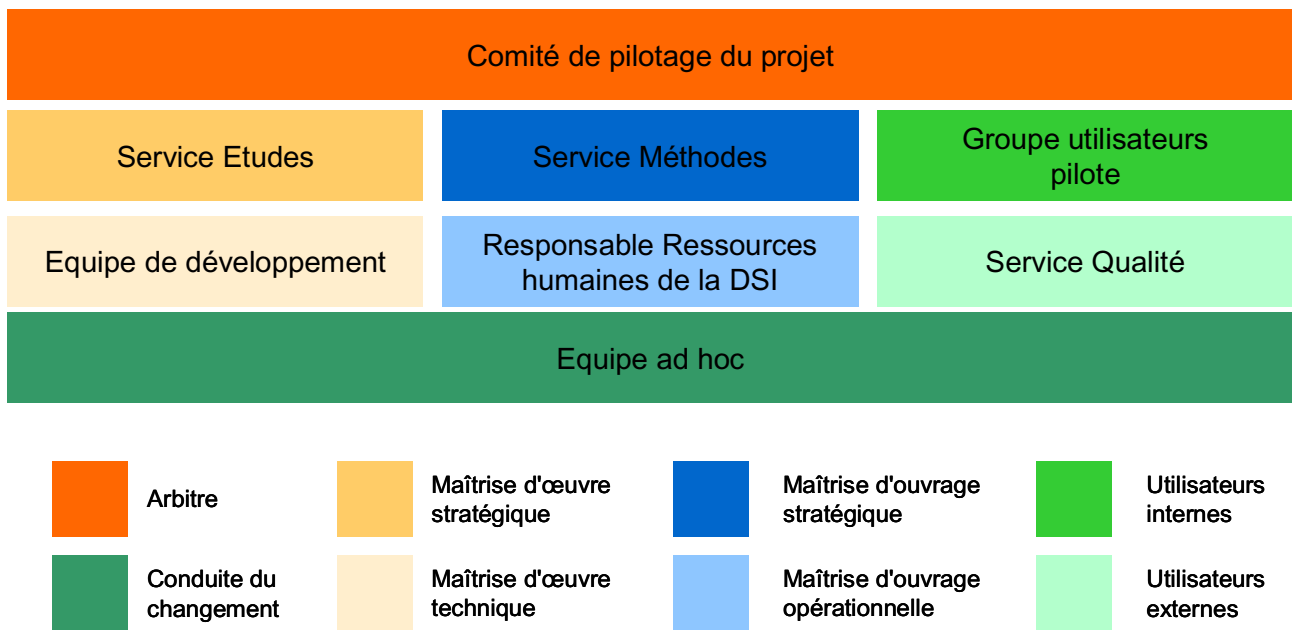 Comité de pilotage du projet
Service Etudes
Service Méthodes
Groupe utilisateurs
pilote
Equipe de développement
Responsable Ressources
humaines de la DSI
Service Qualité
Equipe ad hoc
Arbitre
Maîtrise d'œuvre
stratégique
Maîtrise d'ouvrage
stratégique
Utilisateurs
internes
Conduite du
changement
Maîtrise d'œuvre
technique
Maîtrise d'ouvrage
opérationnelle
Utilisateurs
externes